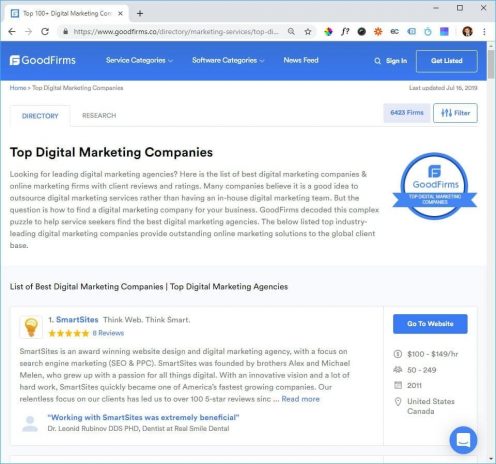 Top 100+ Digital Marketing Com
https://www.goodfirms.co/directory/marketing-services/top-di...
GoodFirms
Service Categories
Software Categories
News Feed
Sign In
Get Listed
Home > Top Digital Marketing Companies
Last updated Jul 16, 2019
DIRECTORY
RESEARCH
6423 Firms
Filter
Top Digital Marketing Companies
Looking for leading digital marketing agencies? Here is the list of best digital marketing companies &
online marketing firms with client reviews and ratings. Many companies believe it is a good idea to
outsource digital marketing services rather than having an in-house digital marketing team. But the
question is how to find a digital marketing company for your business. GoodFirms decoded this complex
puzzle to help service seekers find the best digital marketing agencies. The below listed top industry-
leading digital marketing agencies provide outstanding online marketing solutions to the global client
base.
GoodFirms
TOP DIGITAL MARKETING
COMPANIES
List of Best Digital Marketing Companies | Top Digital Marketing Agencies
1. SmartSites Think Web. Think Smart.
8 Reviews
SmartSites is an award winning website design and digital marketing agency, with a focus on
search engine marketing (SEO & PPC). SmartSites was founded by brothers Alex and Michael
Melen, who grew up with a passion for all things digital. With an innovative vision and a lot of
hard work, SmartSites quickly became one of America's fastest growing companies. Our
relentless focus on our clients has led us to over 100 5-star reviews sinc ... Read more
"Working with SmartSites was extremely beneficial"
Dr. Leonid Rubinov DDS PHD, Dentist at Real Smile Dental
Go To Website
$100 - $149/hr
50 - 249
2011
United States
Canada